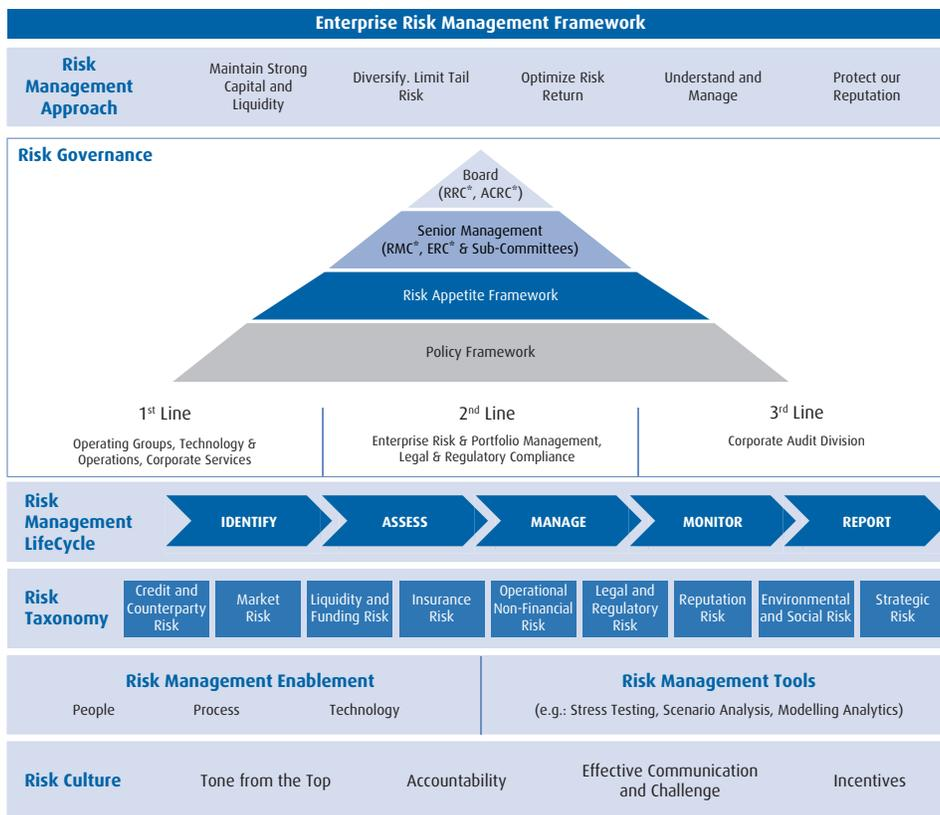 Enterprise Risk Management Framework
Risk
Management
Approach
Maintain Strong
Capital and
Liquidity
Diversify. Limit Tail
Risk
Optimize Risk
Return
Understand and
Manage
Protect our
Reputation
Risk Governance
Board
(RRC*, ACRC*)
Senior Management
(RMC*, ERC* & Sub-Committees)
Risk Appetite Framework
Policy Framework
1st Line
Operating Groups, Technology &
Operations, Corporate Services
2nd Line
Enterprise Risk & Portfolio Management,
Legal & Regulatory Compliance
3rd Line
Corporate Audit Division
Risk
Management
LifeCycle
IDENTIFY
ASSESS
MANAGE
MONITOR
REPORT
Risk
Taxonomy
Credit and
Counterparty
Risk
Market
Risk
Liquidity and
Funding Risk
Insurance
Risk
Operational
Non-Financial
Risk
Legal and
Regulatory
Risk
Reputation
Risk
Environmental
and Social Risk
Strategic
Risk
Risk Management Enablement
People
Process
Technology
Risk Management Tools
(e.g.: Stress Testing, Scenario Analysis, Modelling Analytics)
Risk Culture
Tone from the Top
Accountability
Effective Communication
and Challenge
Incentives